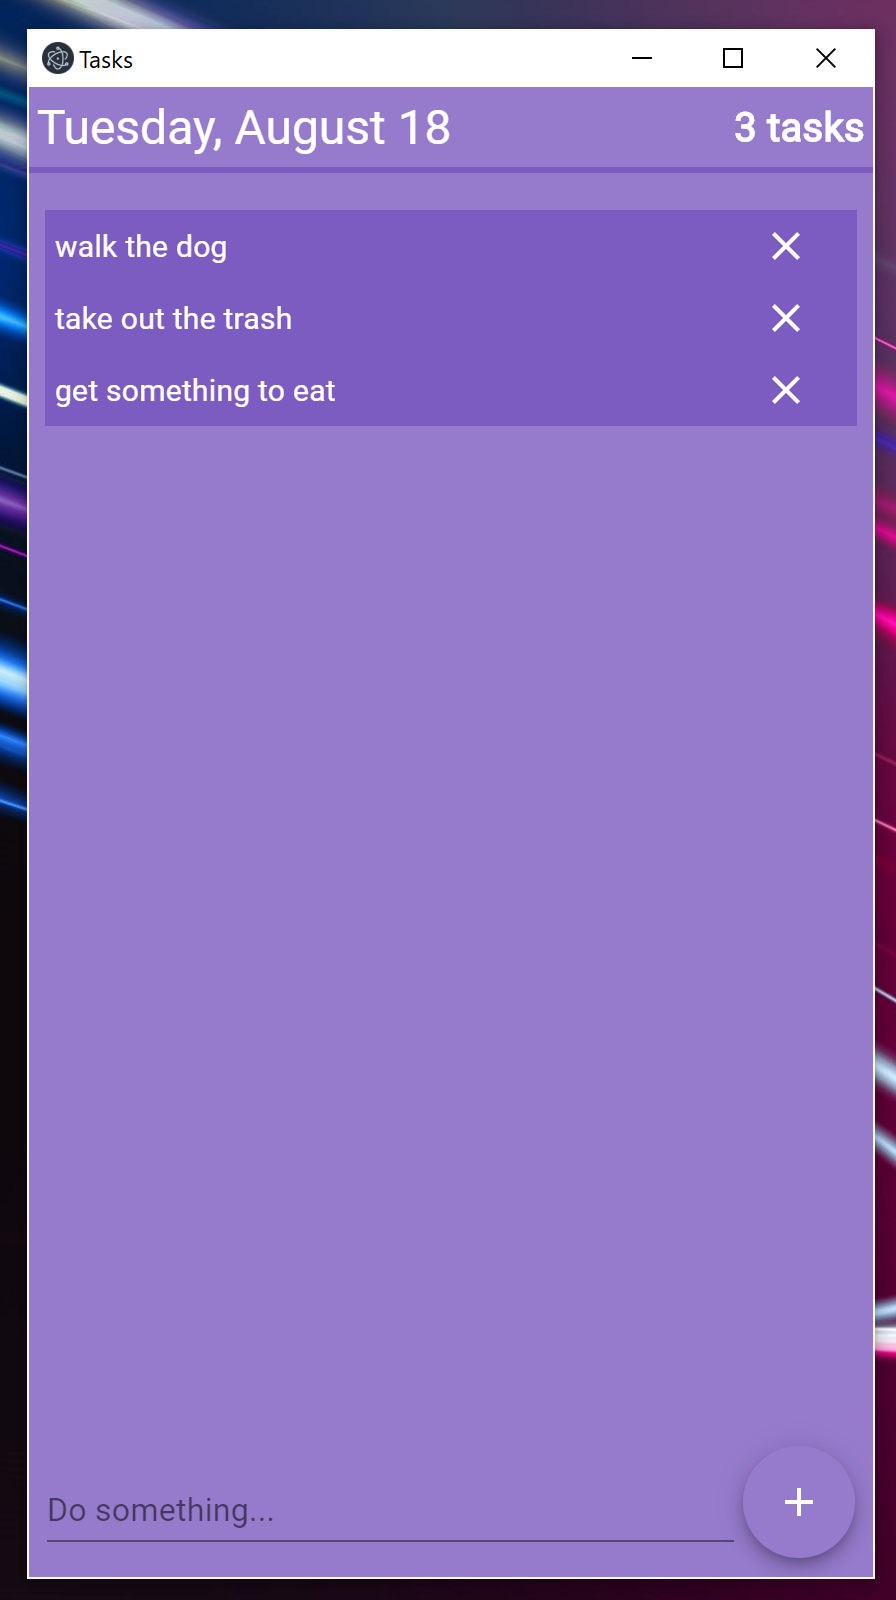 Tasks
Tuesday, August 18
3 tasks
walk the dog
take out the trash
get something to eat
Do something...